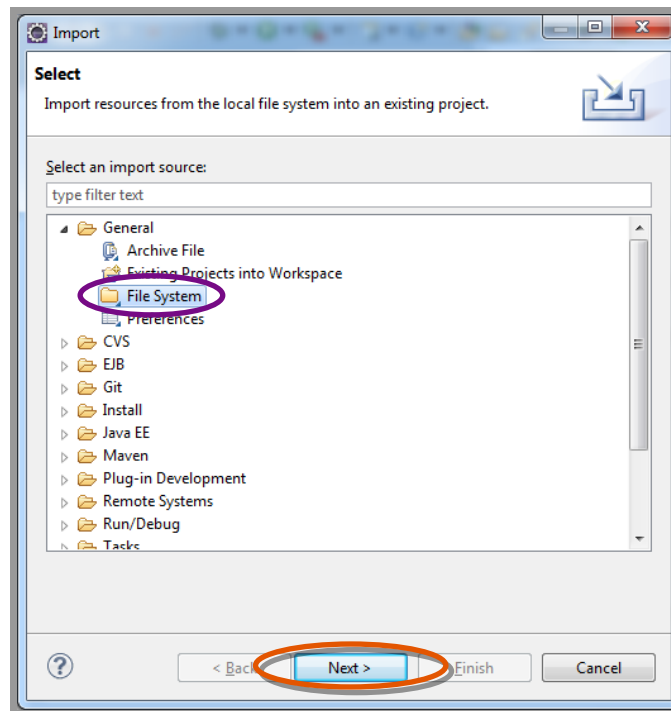 Import
Select
Import resources from the local file system into an existing project.
Select an import source:
type filter text
General
Archive File
Existing Projects into Workspace
File System
Preferences
CVS
EJB
Git
Install
Java EE
Maven
Plug-in Development
Remote Systems
Run/Debug
Tasks
< Back Next > Finish Cancel